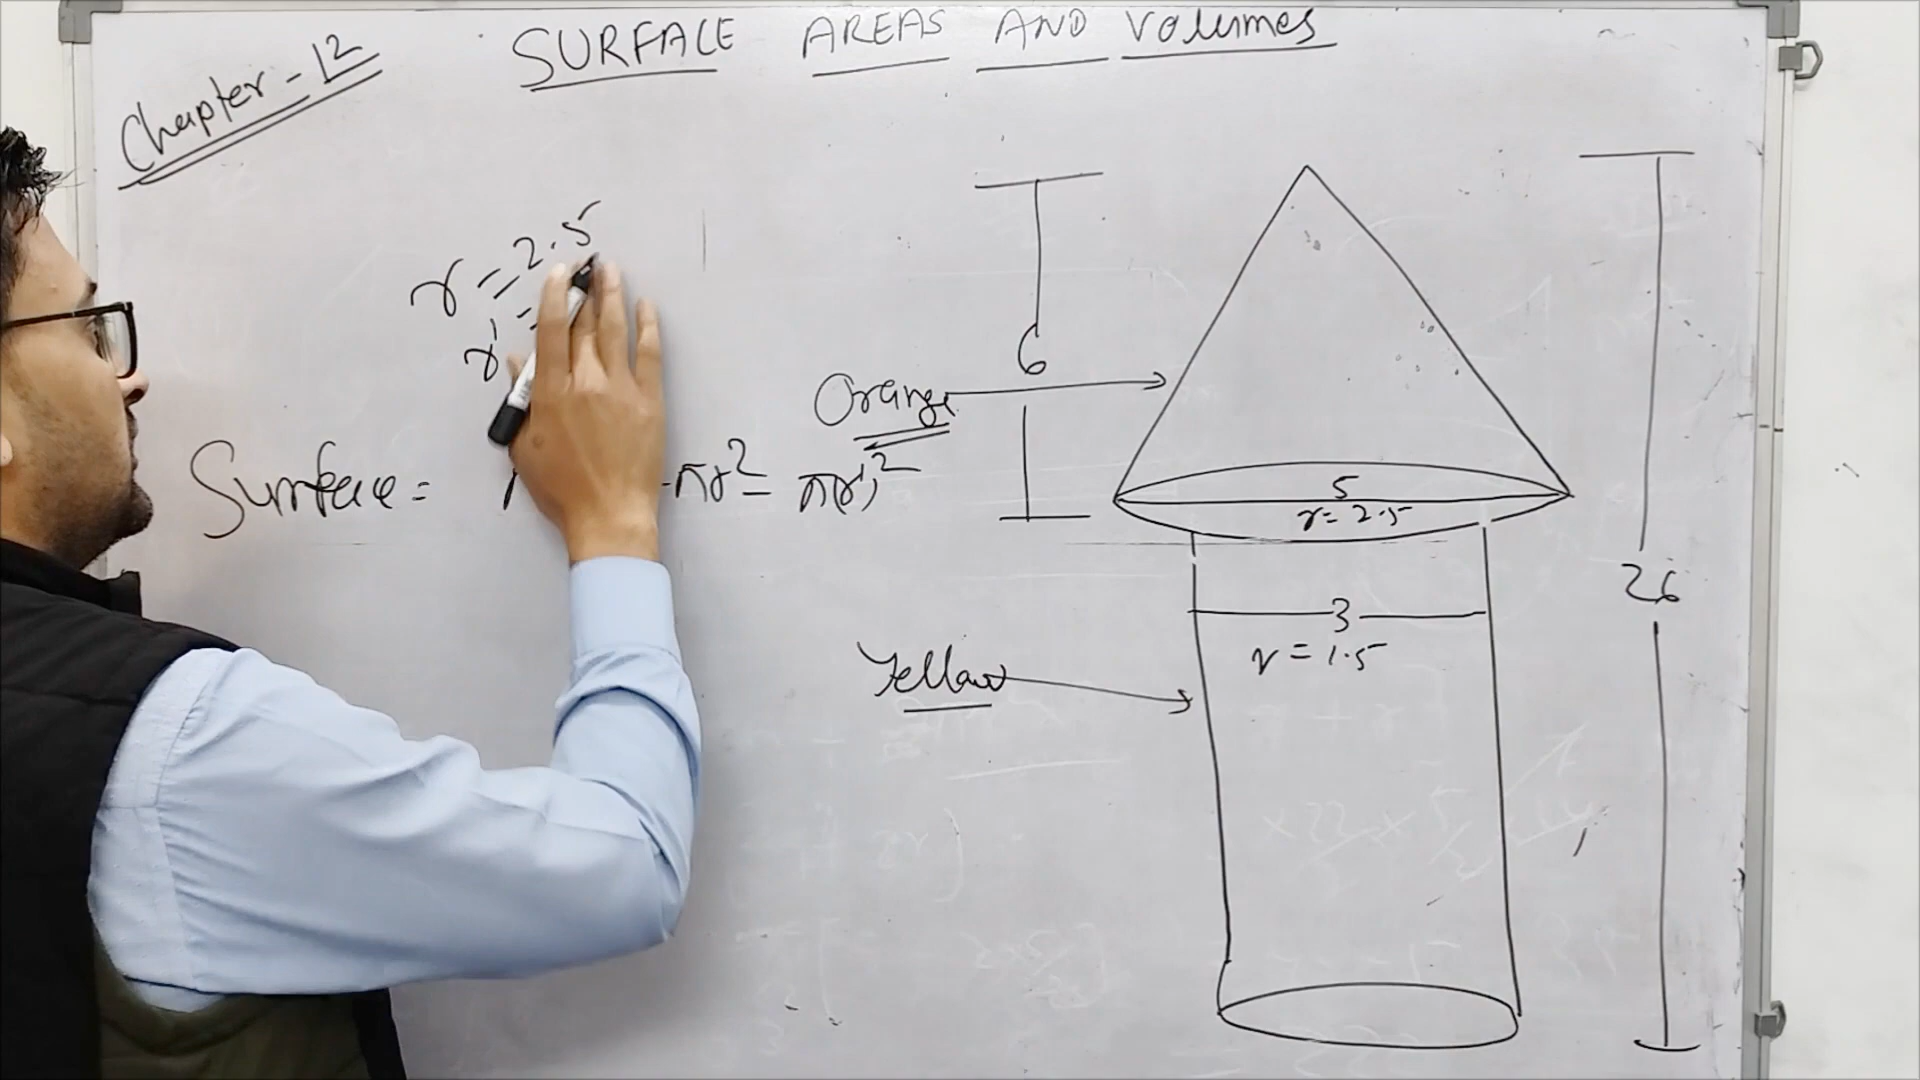 Chapter-12
SURFACE AREAS AND Volumes
r = 2.5
r' =
Surface =
πr² - π(r')²
6
Orange
5
r = 2.5
3
r = 1.5
Yellow
26